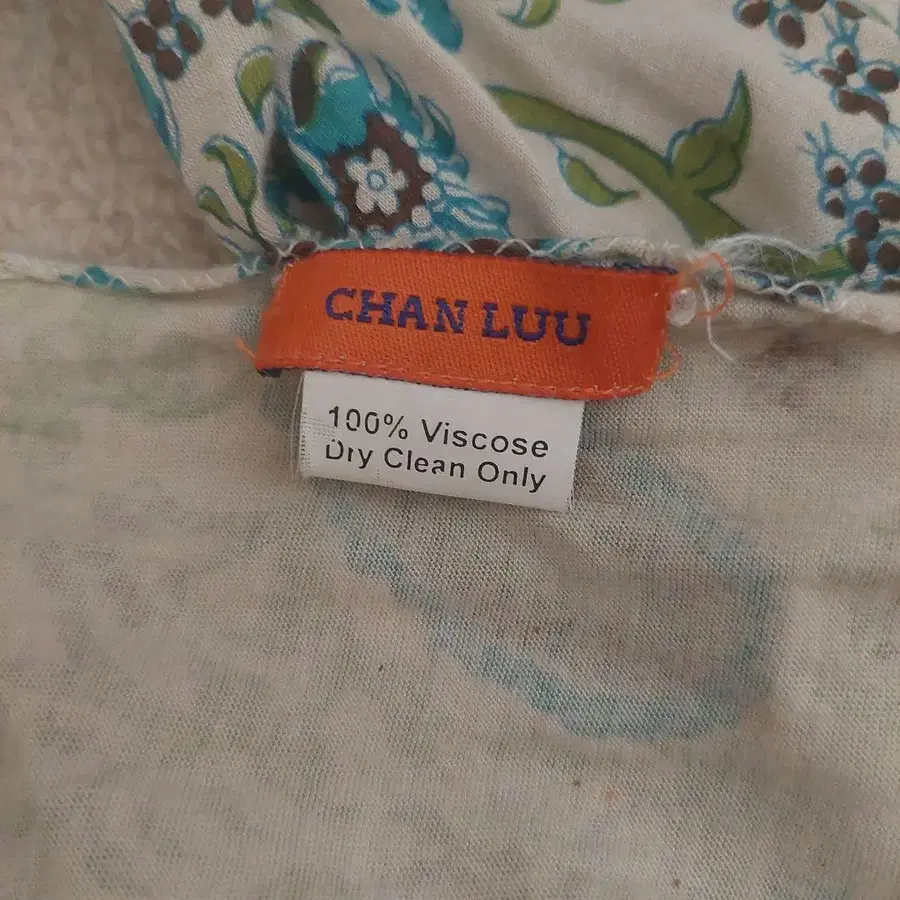 CHAN LUU
100% Viscose
Dry Clean Only